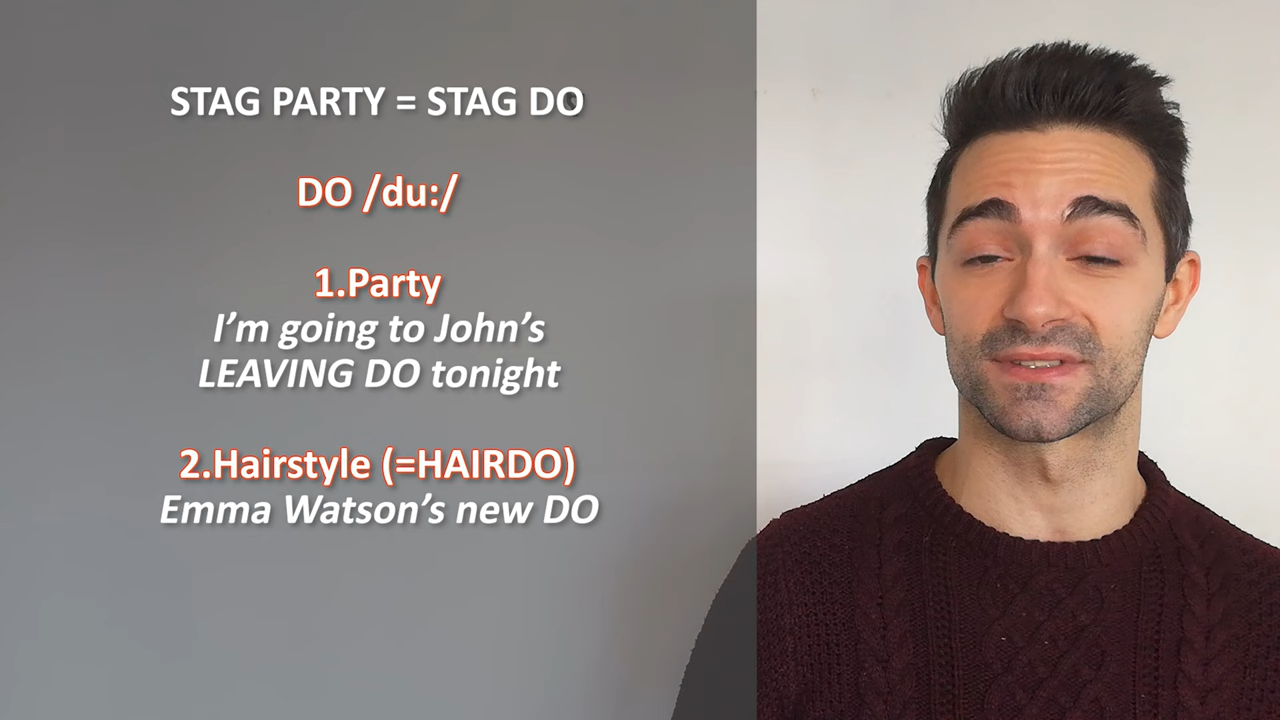 STAG PARTY = STAG DO
DO /du:/
1.Party
I’m going to John’s
LEAVING DO tonight
2.Hairstyle (=HAIRDO)
Emma Watson’s new DO